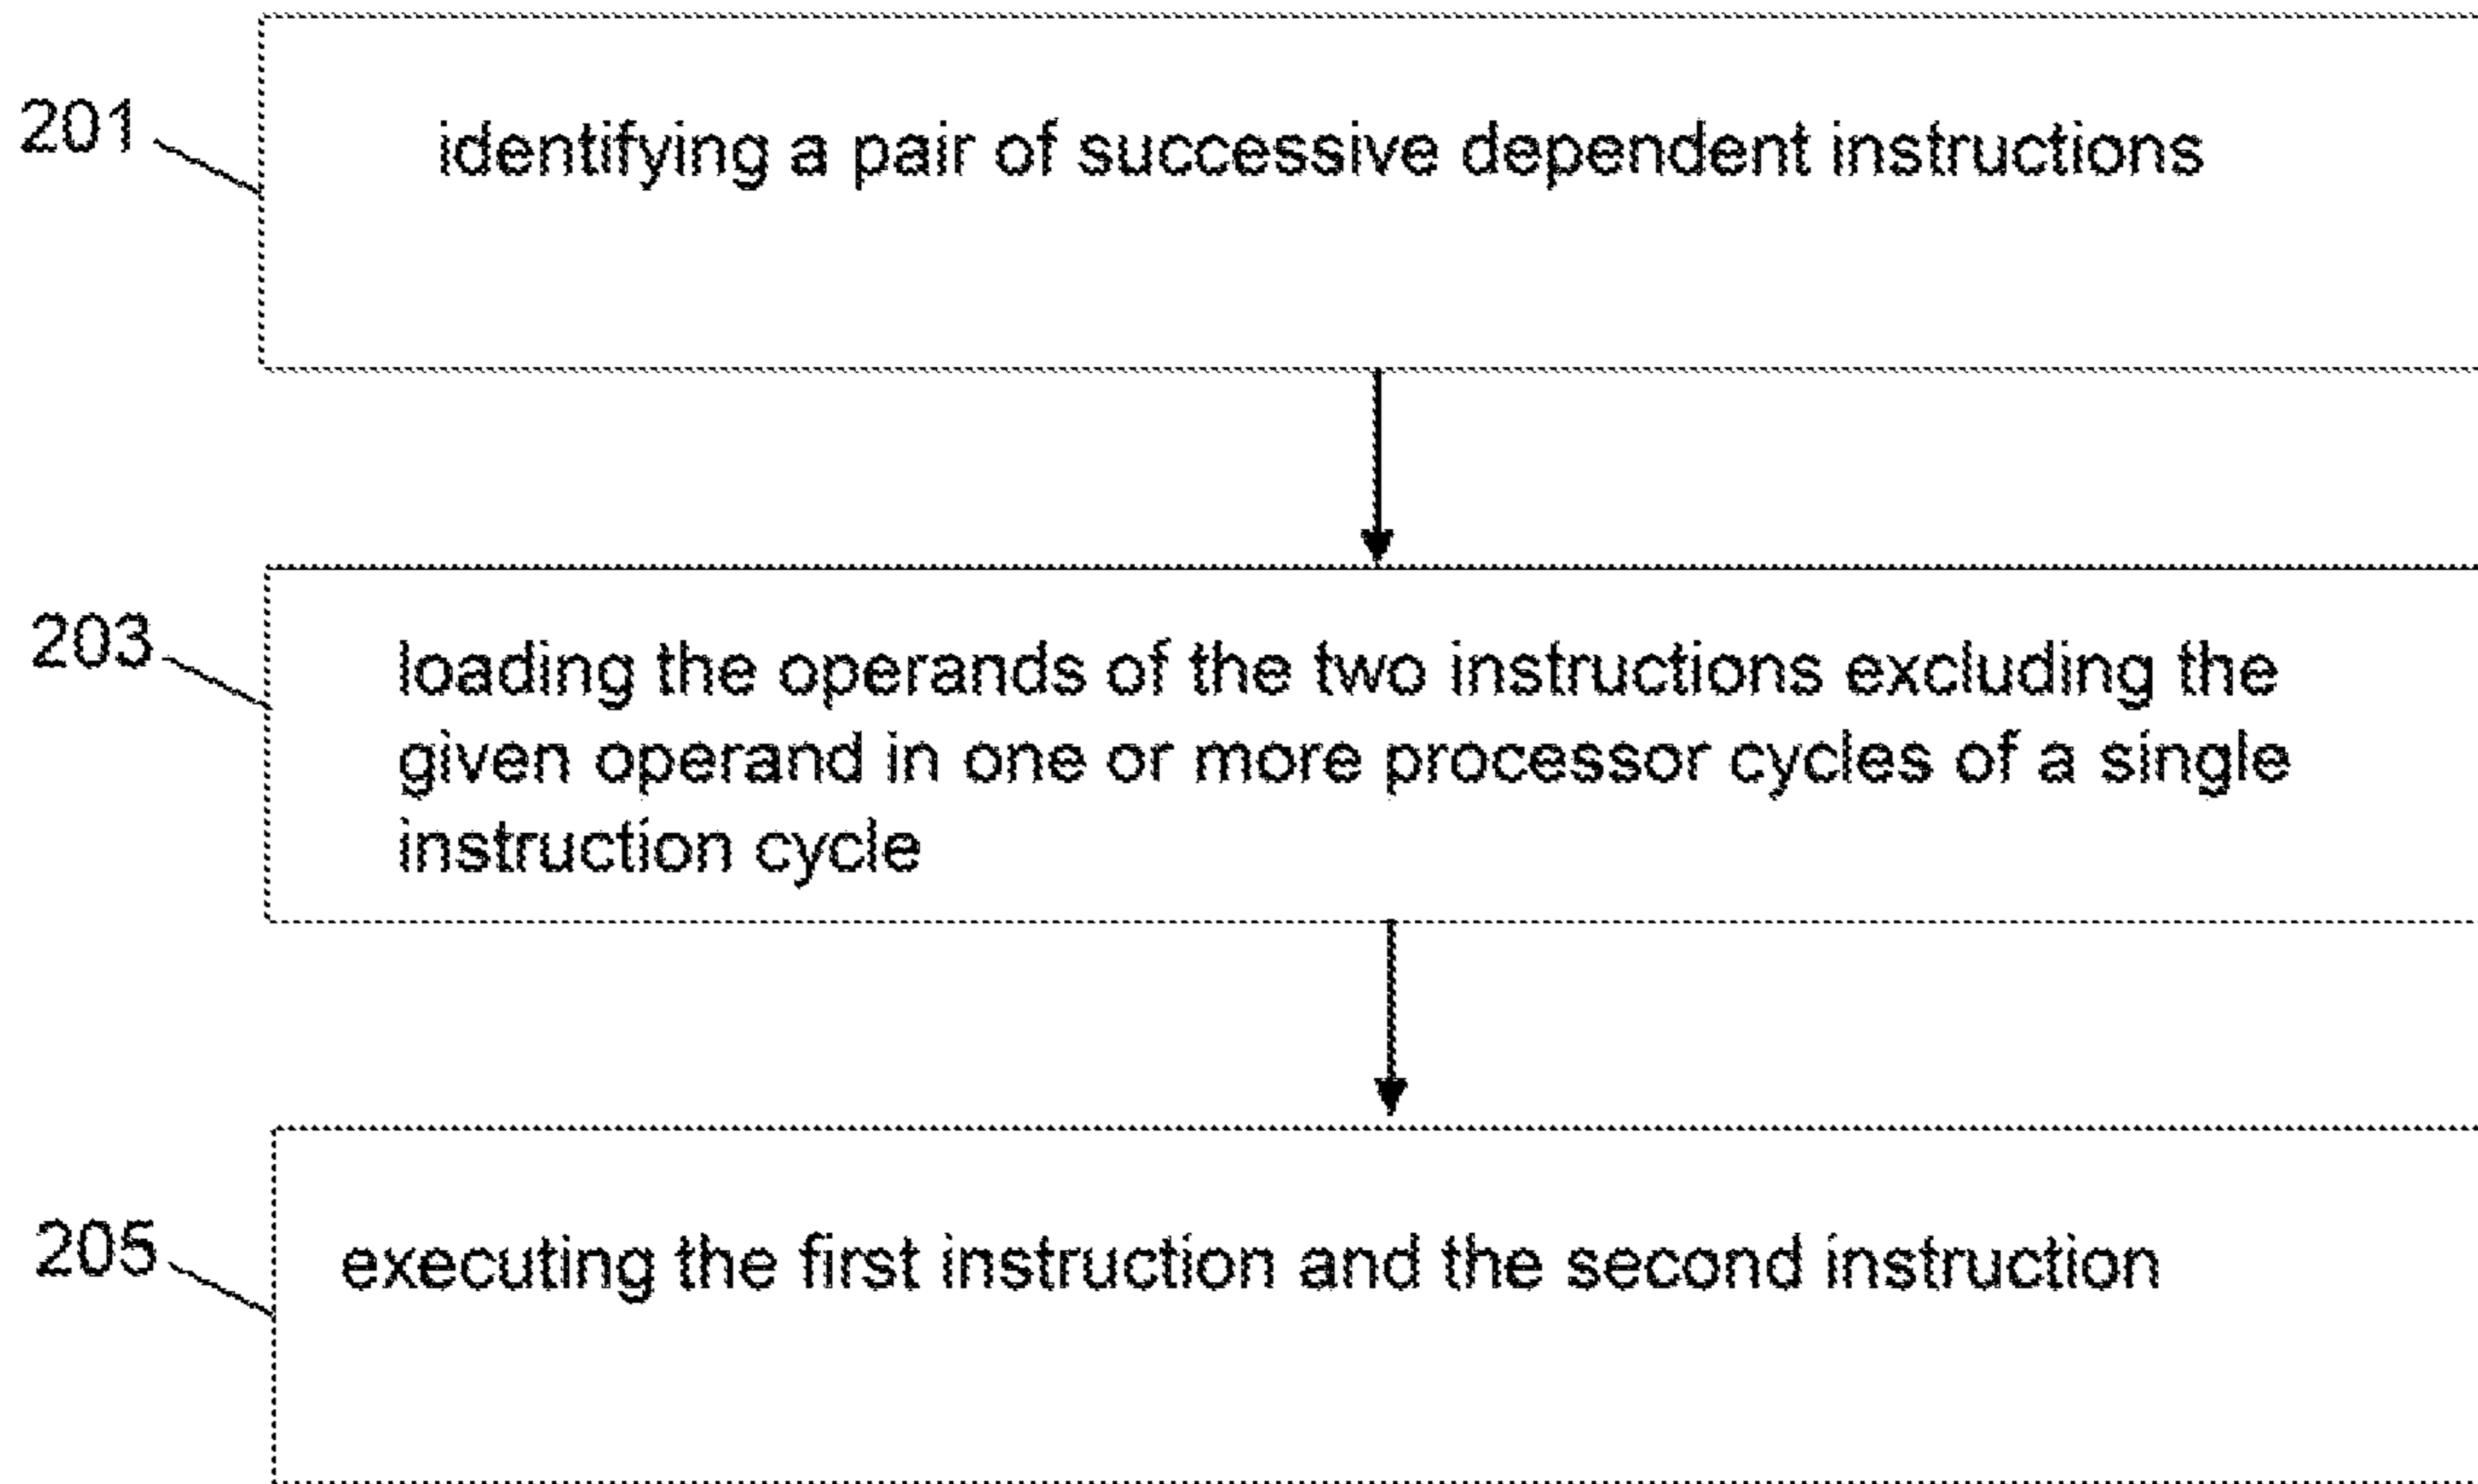 201
identifying a pair of successive dependent instructions
203
loading the operands of the two instructions excluding the
given operand in one or more processor cycles of a single
instruction cycle
205
executing the first instruction and the second instruction